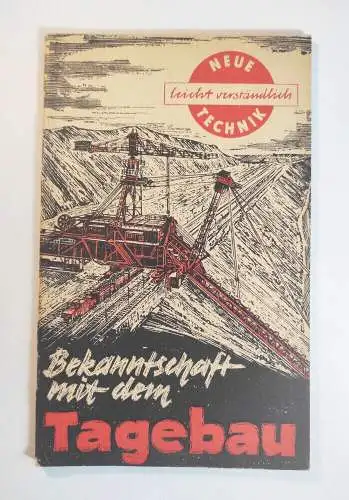 NEUE
leicht verständlich
TECHNIK
Bekanntschaft
mit dem
Tagebau